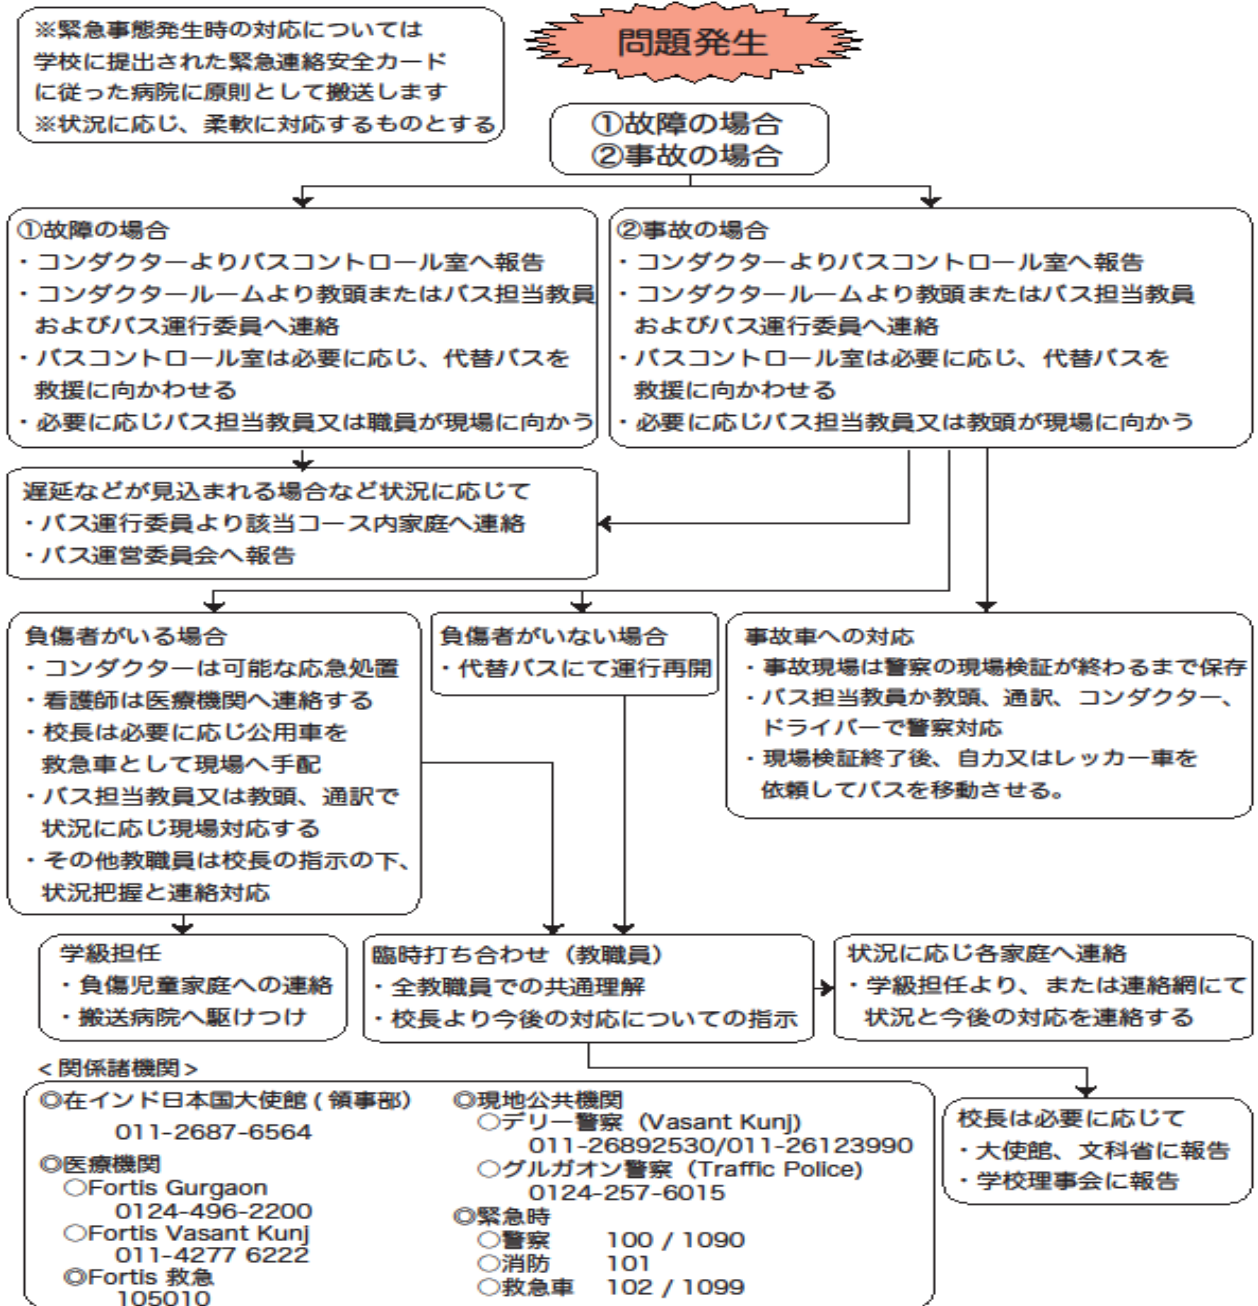 ※緊急事態発生時の対応については
学校に提出された緊急連絡安全カード
に従った病院に原則として搬送します
※状況に応じ、柔軟に対応するものとする
問題発生
①故障の場合
②事故の場合
①故障の場合
・コンダクターよりバスコントロール室へ報告
・コンダクタールームより教頭またはバス担当教員
およびバス運行委員へ連絡
・バスコントロール室は必要に応じ、代替バスを
救援に向かわせる
・必要に応じバス担当教員又は職員が現場に向かう
②事故の場合
・コンダクターよりバスコントロール室へ報告
・コンダクタールームより教頭またはバス担当教員
およびバス運行委員へ連絡
・バスコントロール室は必要に応じ、代替バスを
救援に向かわせる
・必要に応じバス担当教員又は教頭が現場に向かう
遅延などが見込まれる場合など状況に応じて
・バス運行委員より該当コース内家庭へ連絡
・バス運営委員会へ報告
負傷者がいる場合
・コンダクターは可能な応急処置
・看護師は医療機関へ連絡する
・校長は必要に応じ公用車を
救急車として現場へ手配
・バス担当教員又は教頭、通訳で
状況に応じ現場対応する
・その他教職員は校長の指示の下、
状況把握と連絡対応
負傷者がいない場合
・代替バスにて運行再開
事故車への対応
・事故現場は警察の現場検証が終わるまで保存
・バス担当教員か教頭、通訳、コンダクター、
ドライバーで警察対応
・現場検証終了後、自力又はレッカー車を
依頼してバスを移動させる。
学級担任
・負傷児童家庭への連絡
・搬送病院へ駆けつけ
臨時打ち合わせ（教職員）
・全教職員での共通理解
・校長より今後の対応についての指示
状況に応じ各家庭へ連絡
・学級担任より、または連絡網にて
状況と今後の対応を連絡する
<関係諸機関>
◎在インド日本国大使館(領事部)
011-2687-6564
◎医療機関
○Fortis Gurgaon
0124-496-2200
○Fortis Vasant Kunj
011-4277 6222
◎Fortis 救急
105010
◎現地公共機関
○デリー警察（Vasant Kunj)
011-26892530/011-26123990
○グルガオン警察（Traffic Police)
0124-257-6015
◎緊急時
○警察 100 / 1090
○消防 101
○救急車 102 / 1099
校長は必要に応じて
・大使館、文科省に報告
・学校理事会に報告